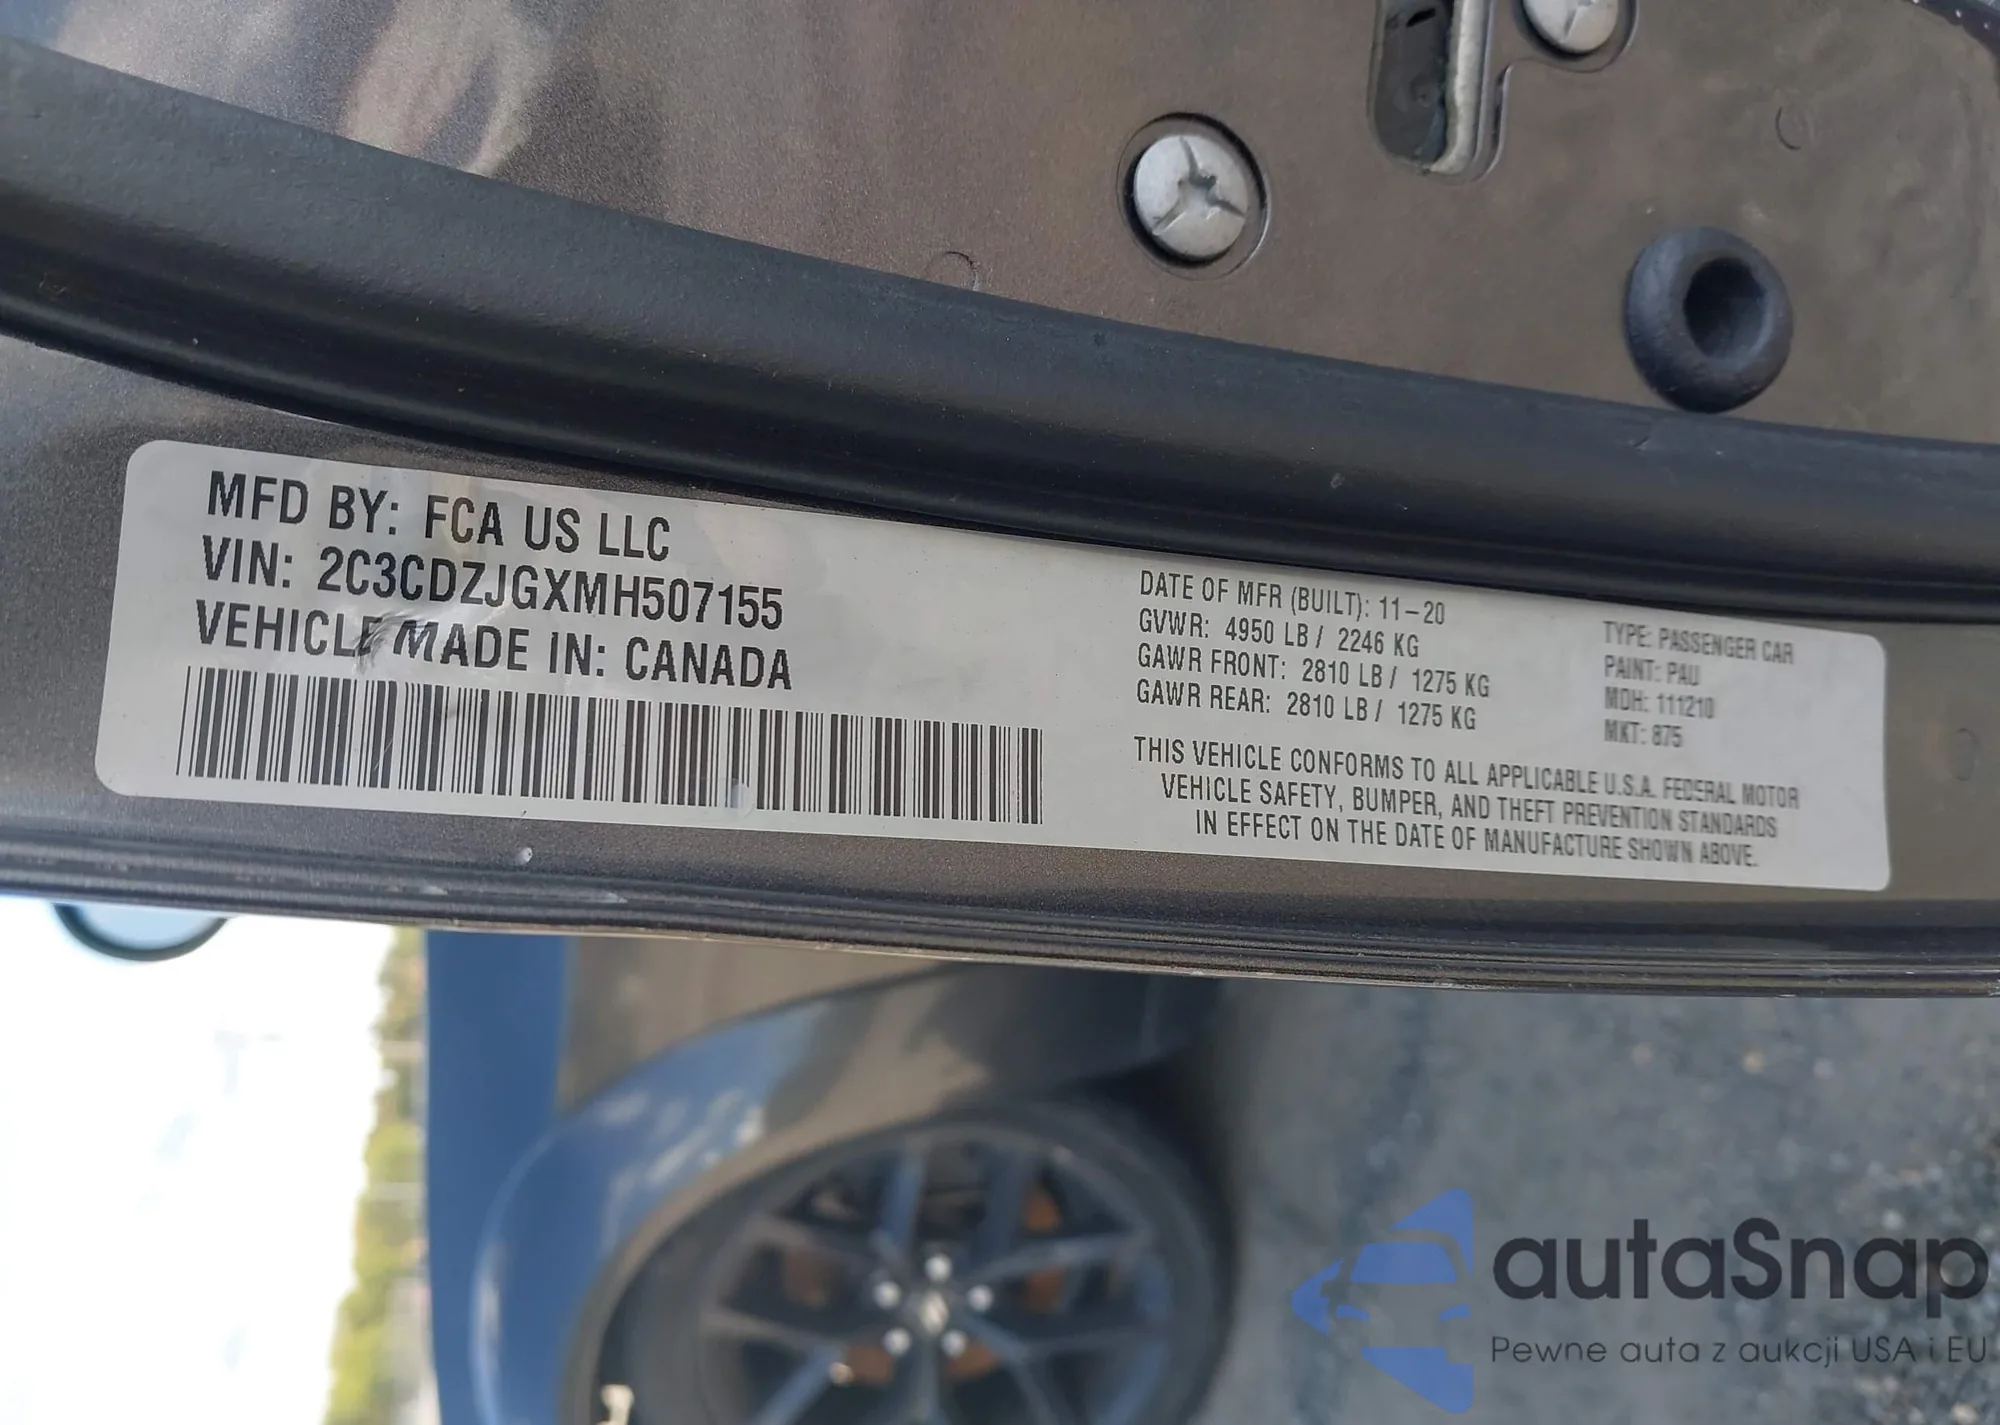 MFD BY: FCA US LLC
VIN: 2C3CDZJGXMH507155
VEHICLE MADE IN: CANADA
DATE OF MFR (BUILT): 11-20
GVWR: 4950 LB / 2246 KG
GAWR FRONT: 2810 LB / 1275 KG
GAWR REAR: 2810 LB / 1275 KG
TYPE: PASSENGER CAR
PAINT: PAU
MDH: 111210
MKT: 875
THIS VEHICLE CONFORMS TO ALL APPLICABLE U.S.A. FEDERAL MOTOR
VEHICLE SAFETY, BUMPER, AND THEFT PREVENTION STANDARDS
IN EFFECT ON THE DATE OF MANUFACTURE SHOWN ABOVE.
autaSnap
Pewne auta z aukcji USA i EU